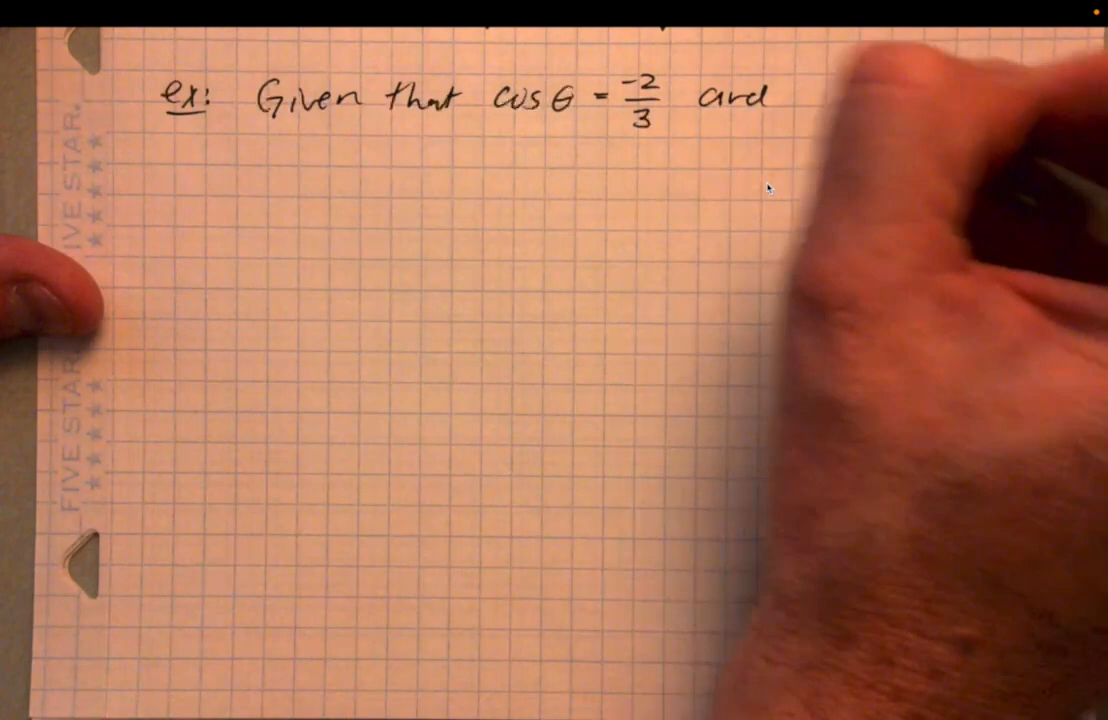 ex: Given that cos θ = -2/3 and
FIVE STAR.
★★★★★
FIVE STAR.
★★★★★